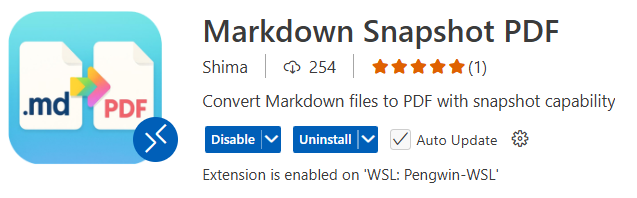 .md
PDF
Markdown Snapshot PDF
Shima 254 (1)
Convert Markdown files to PDF with snapshot capability
Disable Uninstall Auto Update
Extension is enabled on 'WSL: Pengwin-WSL'